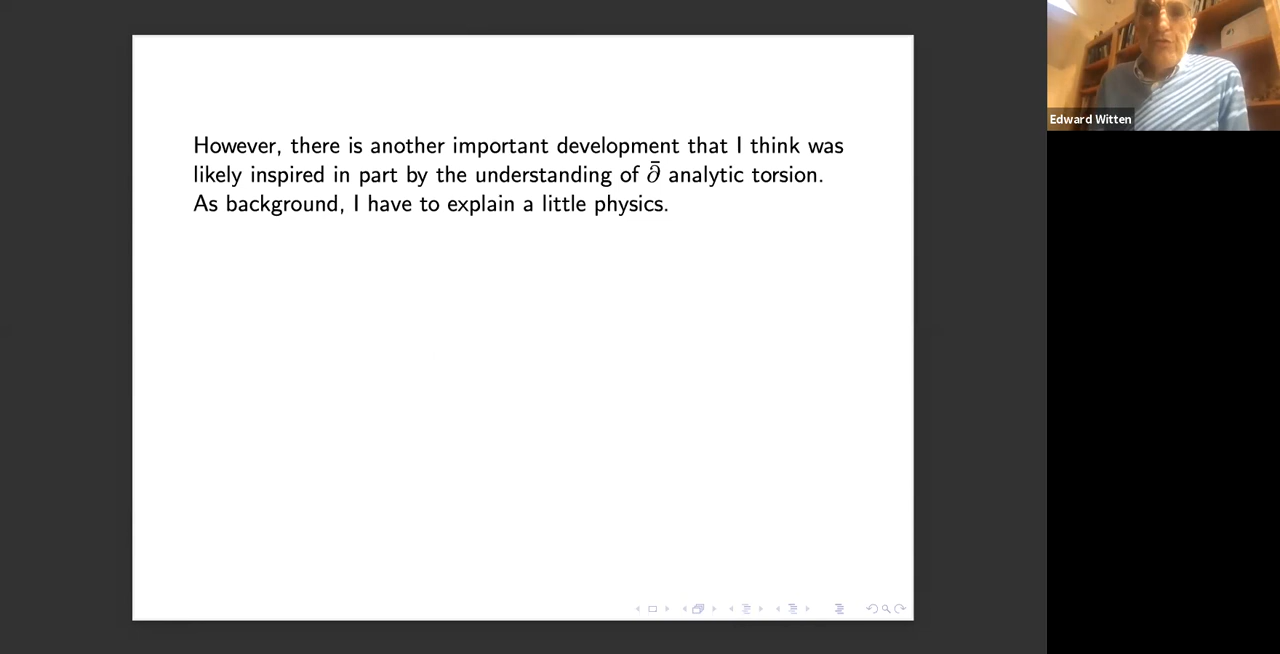 However, there is another important development that I think was
likely inspired in part by the understanding of ∂̄ analytic torsion.
As background, I have to explain a little physics.
Edward Witten